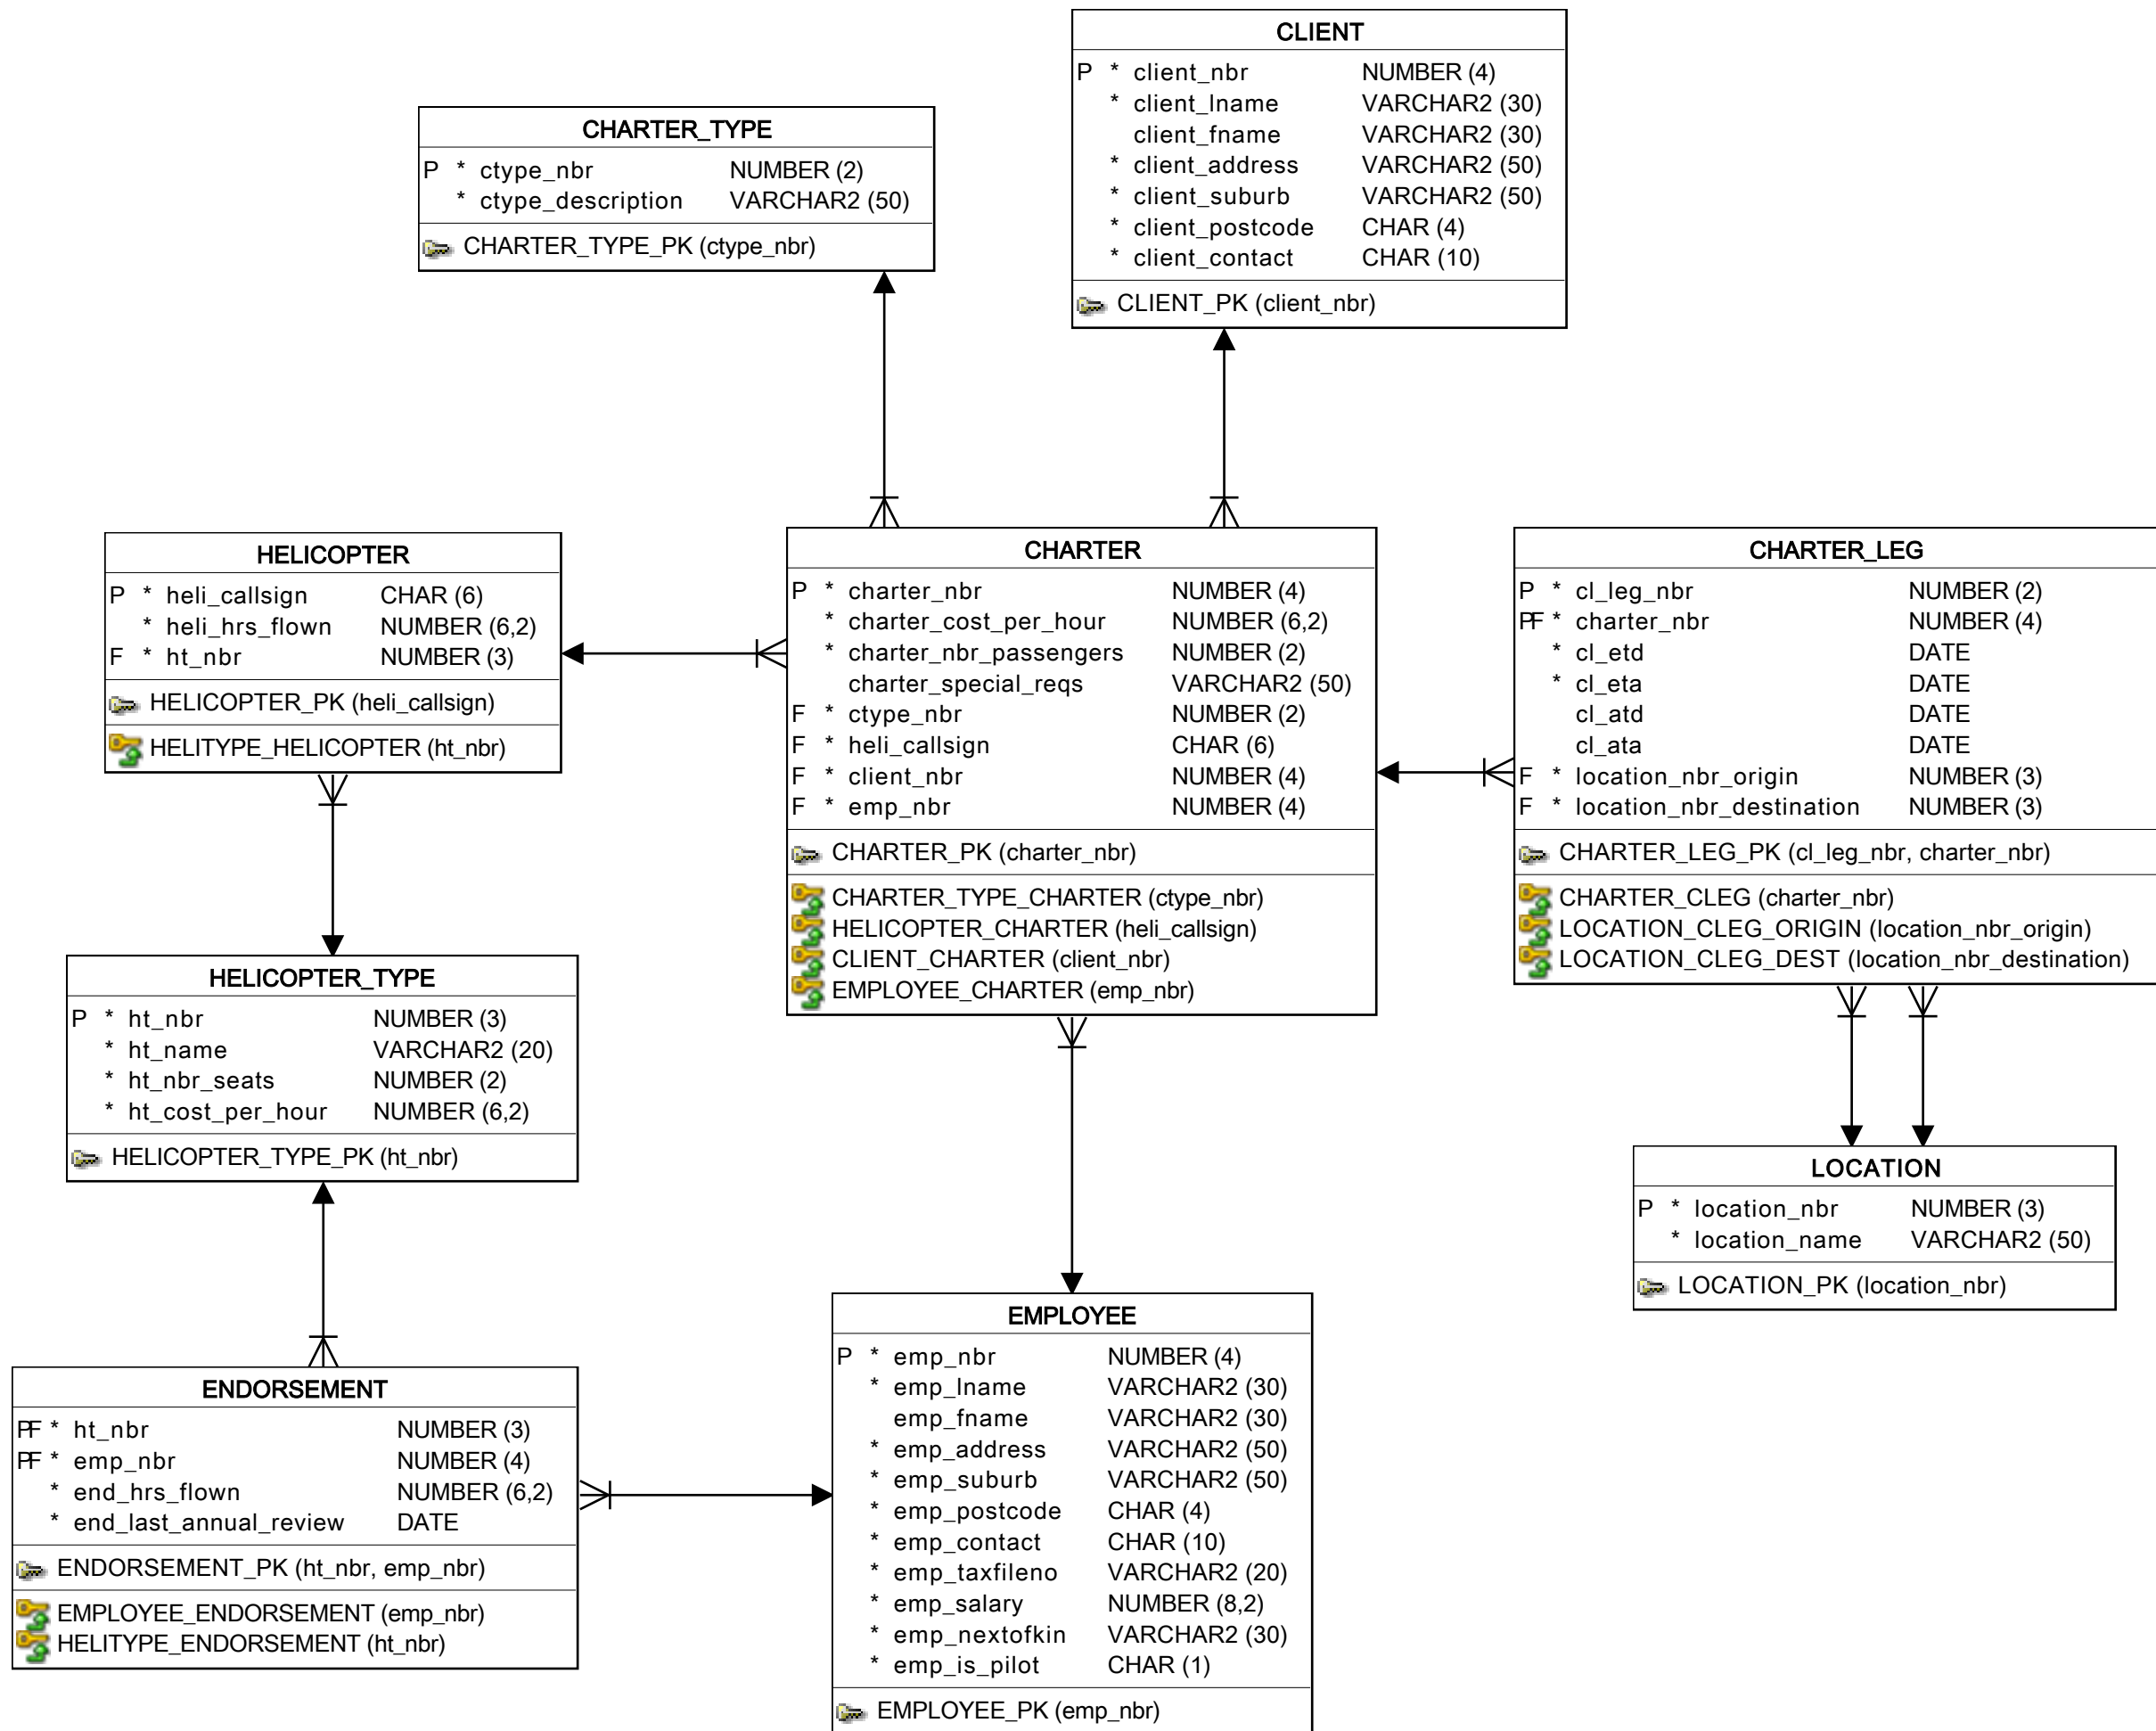 CLIENT
P * client_nbr NUMBER (4)
* client_lname VARCHAR2 (30)
client_fname VARCHAR2 (30)
* client_address VARCHAR2 (50)
* client_suburb VARCHAR2 (50)
* client_postcode CHAR (4)
* client_contact CHAR (10)
CLIENT_PK (client_nbr)
CHARTER_TYPE
P * ctype_nbr NUMBER (2)
* ctype_description VARCHAR2 (50)
CHARTER_TYPE_PK (ctype_nbr)
HELICOPTER
P * heli_callsign CHAR (6)
* heli_hrs_flown NUMBER (6,2)
F * ht_nbr NUMBER (3)
HELICOPTER_PK (heli_callsign)
HELITYPE_HELICOPTER (ht_nbr)
CHARTER
P * charter_nbr NUMBER (4)
* charter_cost_per_hour NUMBER (6,2)
* charter_nbr_passengers NUMBER (2)
charter_special_reqs VARCHAR2 (50)
F * ctype_nbr NUMBER (2)
F * heli_callsign CHAR (6)
F * client_nbr NUMBER (4)
F * emp_nbr NUMBER (4)
CHARTER_PK (charter_nbr)
CHARTER_TYPE_CHARTER (ctype_nbr)
HELICOPTER_CHARTER (heli_callsign)
CLIENT_CHARTER (client_nbr)
EMPLOYEE_CHARTER (emp_nbr)
CHARTER_LEG
P * cl_leg_nbr NUMBER (2)
PF * charter_nbr NUMBER (4)
* cl_etd DATE
* cl_eta DATE
cl_atd DATE
cl_ata DATE
F * location_nbr_origin NUMBER (3)
F * location_nbr_destination NUMBER (3)
CHARTER_LEG_PK (cl_leg_nbr, charter_nbr)
CHARTER_CLEG (charter_nbr)
LOCATION_CLEG_ORIGIN (location_nbr_origin)
LOCATION_CLEG_DEST (location_nbr_destination)
HELICOPTER_TYPE
P * ht_nbr NUMBER (3)
* ht_name VARCHAR2 (20)
* ht_nbr_seats NUMBER (2)
* ht_cost_per_hour NUMBER (6,2)
HELICOPTER_TYPE_PK (ht_nbr)
LOCATION
P * location_nbr NUMBER (3)
* location_name VARCHAR2 (50)
LOCATION_PK (location_nbr)
ENDORSEMENT
PF * ht_nbr NUMBER (3)
PF * emp_nbr NUMBER (4)
* end_hrs_flown NUMBER (6,2)
* end_last_annual_review DATE
ENDORSEMENT_PK (ht_nbr, emp_nbr)
EMPLOYEE_ENDORSEMENT (emp_nbr)
HELITYPE_ENDORSEMENT (ht_nbr)
EMPLOYEE
P * emp_nbr NUMBER (4)
* emp_lname VARCHAR2 (30)
emp_fname VARCHAR2 (30)
* emp_address VARCHAR2 (50)
* emp_suburb VARCHAR2 (50)
* emp_postcode CHAR (4)
* emp_contact CHAR (10)
* emp_taxfileno VARCHAR2 (20)
* emp_salary NUMBER (8,2)
* emp_nextofkin VARCHAR2 (30)
* emp_is_pilot CHAR (1)
EMPLOYEE_PK (emp_nbr)